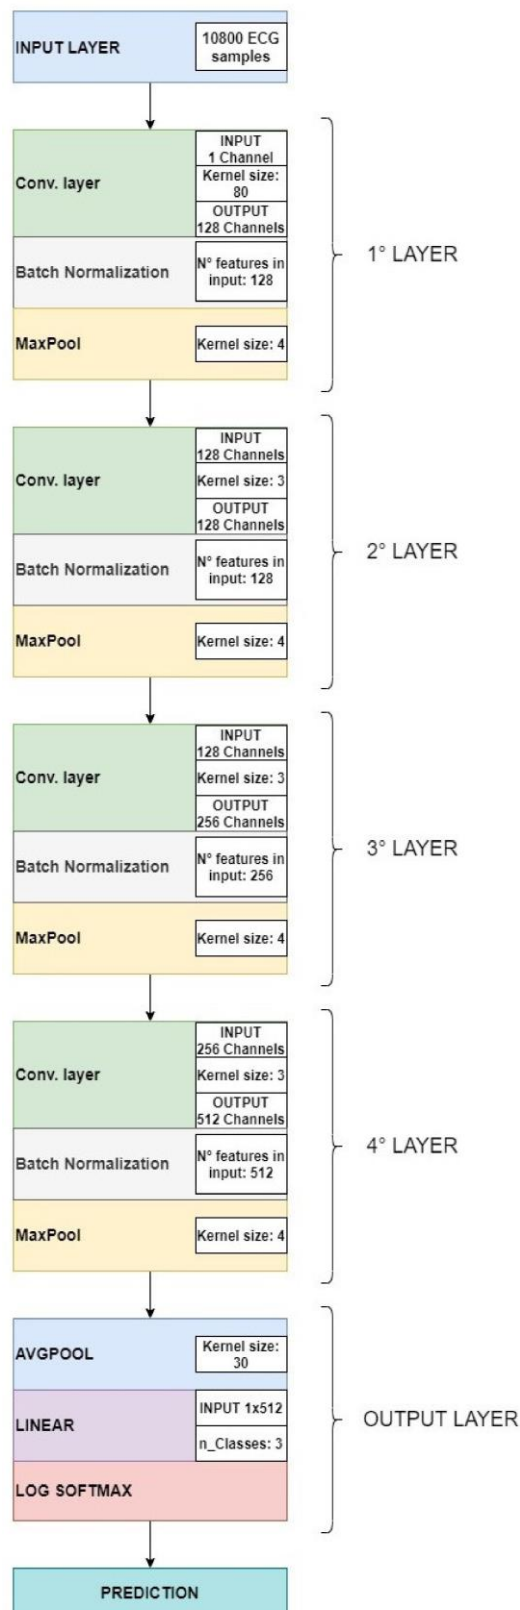 INPUT LAYER
10800 ECG
samples
Conv. layer
INPUT
1 Channel
Kernel size:
80
OUTPUT
128 Channels
Batch Normalization
N° features in
input: 128
MaxPool
Kernel size: 4
1° LAYER
Conv. layer
INPUT
128 Channels
Kernel size: 3
OUTPUT
128 Channels
Batch Normalization
N° features in
input: 128
MaxPool
Kernel size: 4
2° LAYER
Conv. layer
INPUT
128 Channels
Kernel size: 3
OUTPUT
256 Channels
Batch Normalization
N° features in
input: 256
MaxPool
Kernel size: 4
3° LAYER
Conv. layer
INPUT
256 Channels
Kernel size: 3
OUTPUT
512 Channels
Batch Normalization
N° features in
input: 512
MaxPool
Kernel size: 4
4° LAYER
AVGPOOL
Kernel size:
30
LINEAR
INPUT 1x512
n_Classes: 3
LOG SOFTMAX
OUTPUT LAYER
PREDICTION